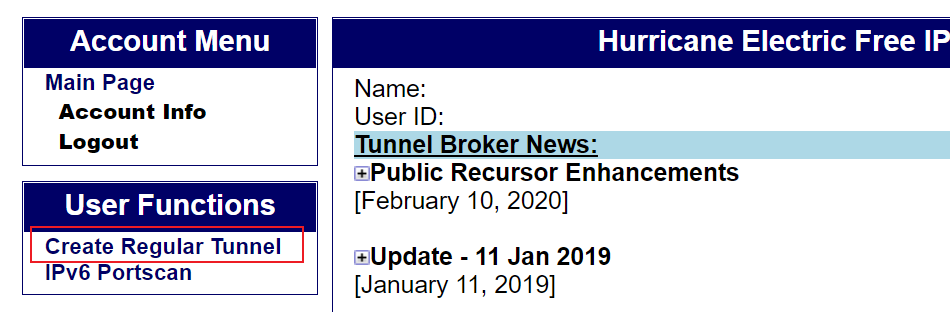 Account Menu
Main Page
Account Info
Logout
User Functions
Create Regular Tunnel
IPv6 Portscan
Hurricane Electric Free IP
Name:
User ID:
Tunnel Broker News:
Public Recursor Enhancements
[February 10, 2020]
Update - 11 Jan 2019
[January 11, 2019]